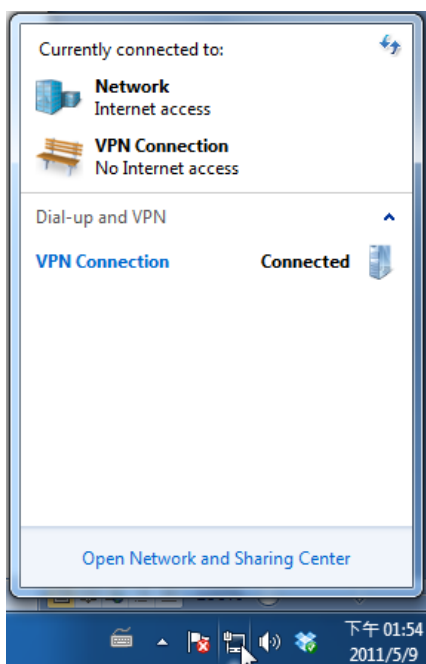 Currently connected to:
Network
Internet access
VPN Connection
No Internet access
Dial-up and VPN
VPN Connection Connected
Open Network and Sharing Center
下午 01:54
2011/5/9